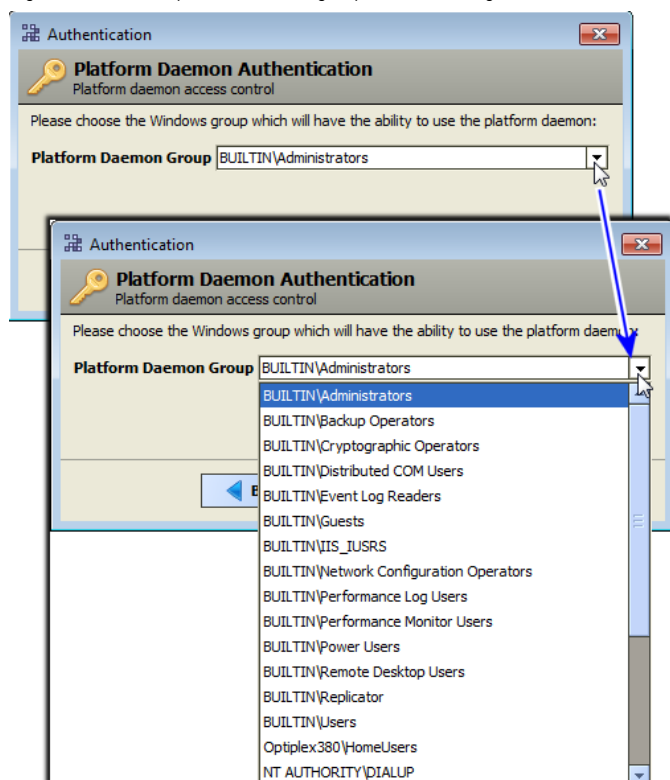 Authentication
Platform Daemon Authentication
Platform daemon access control
Please choose the Windows group which will have the ability to use the platform daemon:
Platform Daemon Group BUILTIN\Administrators
Authentication
Platform Daemon Authentication
Platform daemon access control
Please choose the Windows group which will have the ability to use the platform
Platform Daemon Group BUILTIN\Administrators
BUILTIN\Administrators
BUILTIN\Backup Operators
BUILTIN\Cryptographic Operators
BUILTIN\Distributed COM Users
BUILTIN\Event Log Readers
BUILTIN\Guests
BUILTIN\IIS_IUSRS
BUILTIN\Network Configuration Operators
BUILTIN\Performance Log Users
BUILTIN\Performance Monitor Users
BUILTIN\Power Users
BUILTIN\Remote Desktop Users
BUILTIN\Replicator
BUILTIN\Users
Optiplex380\HomeUsers
NT AUTHORITY\DIALUP